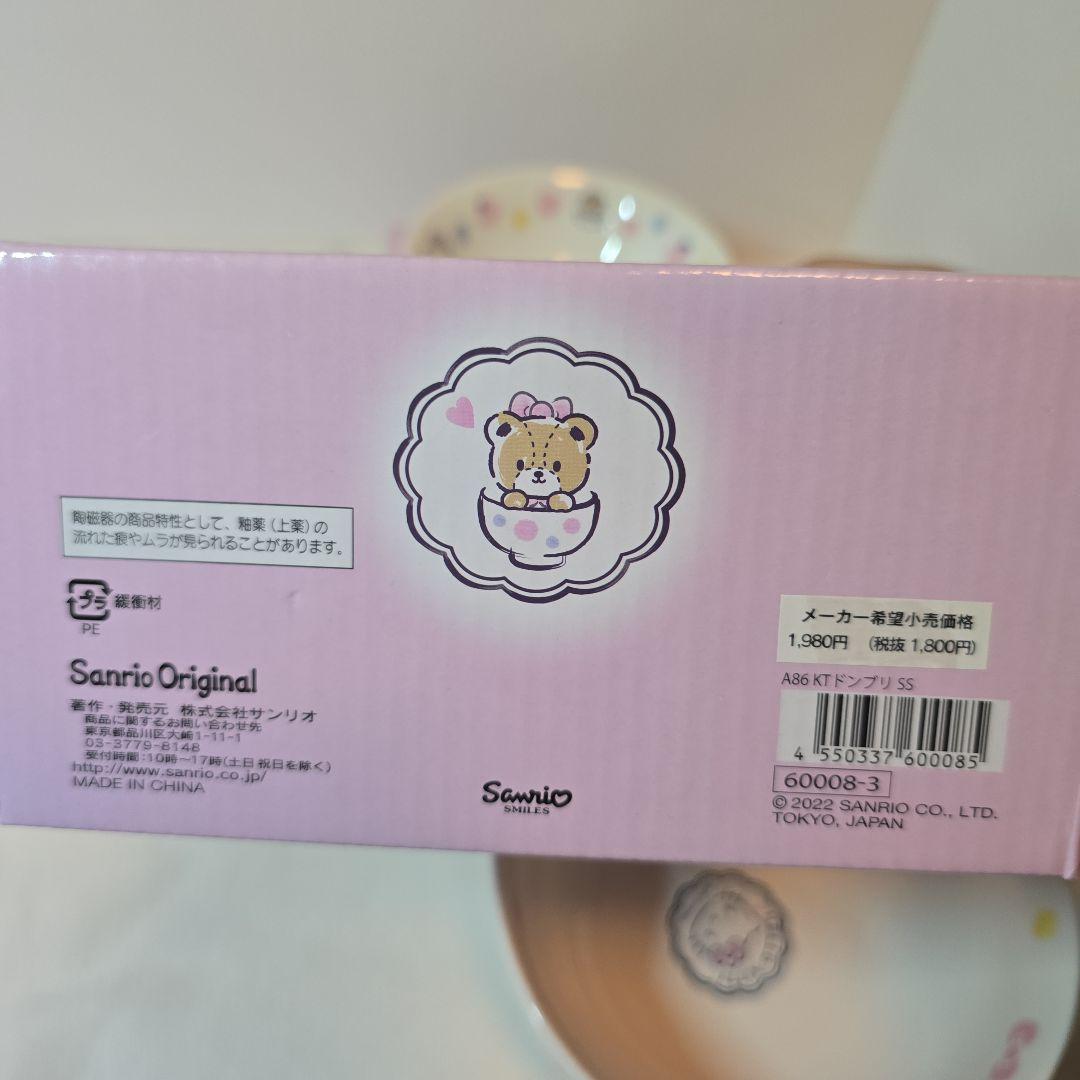 陶磁器の商品特性として、釉薬(上薬)の
流れた痕やムラが見られることがあります。
プラ 緩衝材
PE
Sanrio Original
著作・発売元 株式会社サンリオ
商品に関するお問い合わせ先
東京都品川区大崎1-11-1
03-3779-8148
受付時間:10時~17時(土日祝日を除く)
http://www.sanrio.co.jp/
MADE IN CHINA
Sanrio
SMILES
メーカー希望小売価格
1,980円 (税抜 1,800円)
A86 KTドンブリ SS
4 550337 600085
60008-3
© 2022 SANRIO CO., LTD.
TOKYO, JAPAN